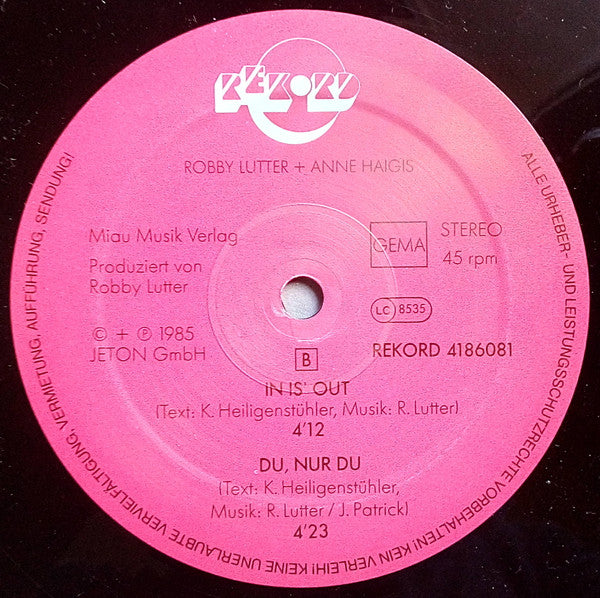 REKORD
ROBBY LUTTER + ANNE HAIGIS
Miau Musik Verlag
Produziert von
Robby Lutter
© + ℗ 1985
JETON GmbH
GEMA
STEREO
45 rpm
LC 8535
REKORD 4186081
B
IN IS' OUT
(Text: K. Heiligenstühler, Musik: R. Lutter)
4'12
DU, NUR DU
(Text: K. Heiligenstühler,
Musik: R. Lutter / J. Patrick)
4'23
ALLE URHEBER- UND LEISTUNGSSCHUTZRECHTE VORBEHALTEN! KEIN VERLEIH! KEINE UNERLAUBTE VERVIELFÄLTIGUNG, VERMIETUNG, AUFFÜHRUNG, SENDUNG!